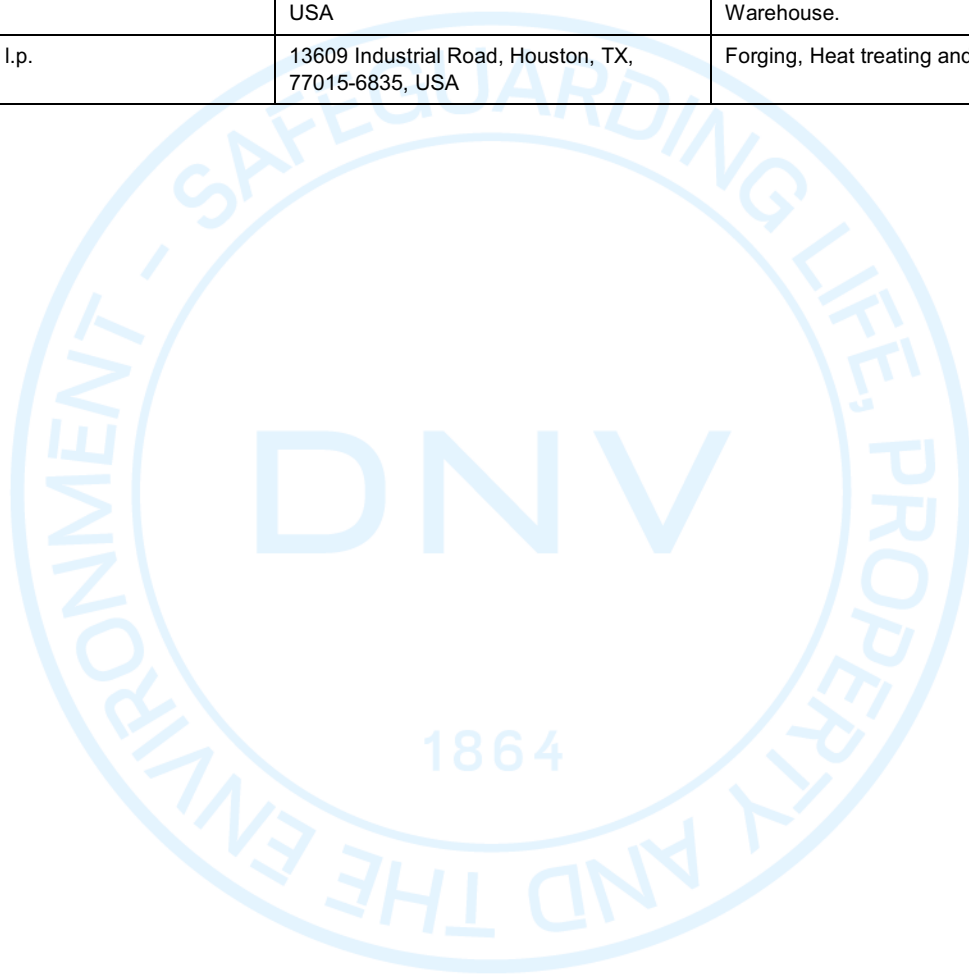 USA Warehouse.
l.p. 13609 Industrial Road, Houston, TX, Forging, Heat treating and
77015-6835, USA
SAFEGUARDING LIFE, PROPERTY AND THE ENVIRONMENT -
DNV
1864